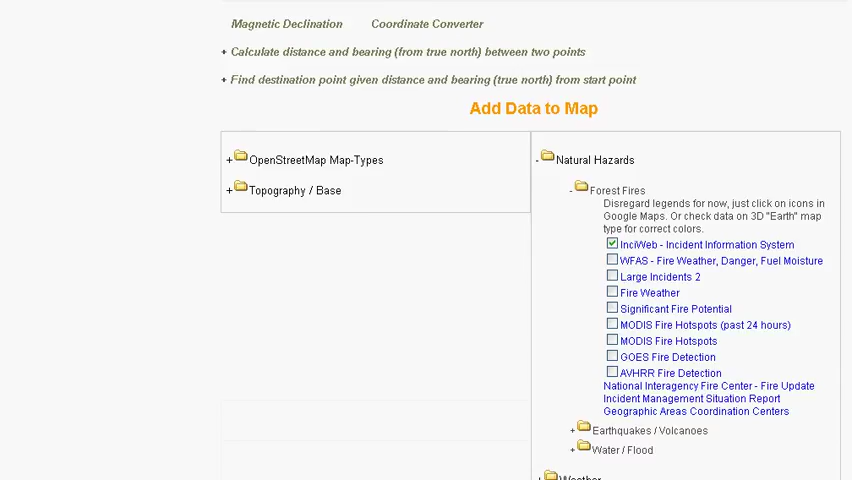 Magnetic Declination Coordinate Converter
+ Calculate distance and bearing (from true north) between two points
+ Find destination point given distance and bearing (true north) from start point
Add Data to Map
+ OpenStreetMap Map-Types
+ Topography / Base
- Natural Hazards
- Forest Fires
Disregard legends for now, just click on icons in
Google Maps. Or check data on 3D "Earth" map
type for correct colors.
InciWeb - Incident Information System
WFAS - Fire Weather, Danger, Fuel Moisture
Large Incidents 2
Fire Weather
Significant Fire Potential
MODIS Fire Hotspots (past 24 hours)
MODIS Fire Hotspots
GOES Fire Detection
AVHRR Fire Detection
National Interagency Fire Center - Fire Update
Incident Management Situation Report
Geographic Areas Coordination Centers
+ Earthquakes / Volcanoes
+ Water / Flood
+ Weather